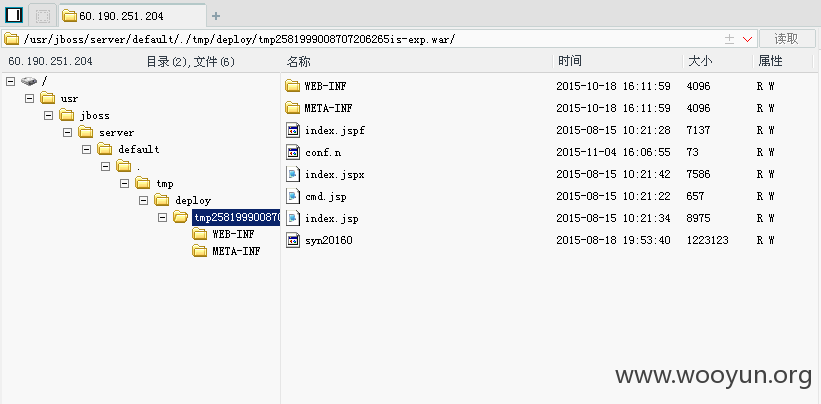 60.190.251.204
/usr/jboss/server/default/./tmp/deploy/tmp2581999008707206265is-exp.war/ 读取
60.190.251.204 目录(2),文件(6) 名称 时间 大小 属性
/
usr
jboss
server
default
.
tmp
deploy
tmp25819990087
WEB-INF
META-INF
WEB-INF 2015-10-18 16:11:59 4096 R W
META-INF 2015-10-18 16:11:59 4096 R W
index.jspf 2015-08-15 10:21:28 7137 R W
conf.n 2015-11-04 16:06:55 73 R W
index.jspx 2015-08-15 10:21:42 7586 R W
cmd.jsp 2015-08-15 10:21:22 657 R W
index.jsp 2015-08-15 10:21:34 8975 R W
syn20160 2015-08-18 19:53:40 1223123 R W
www.wooyun.org